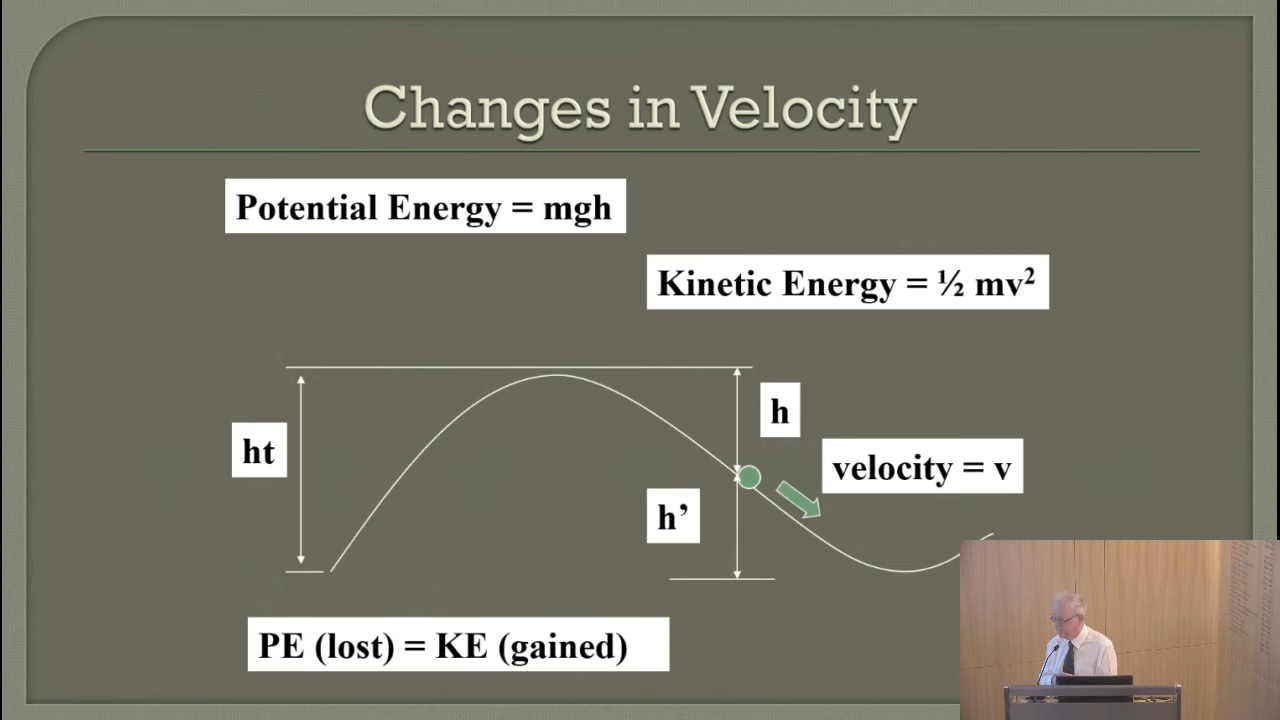 Changes in Velocity
Potential Energy = mgh
Kinetic Energy = ½ mv²
h
ht
velocity = v
h’
PE (lost) = KE (gained)